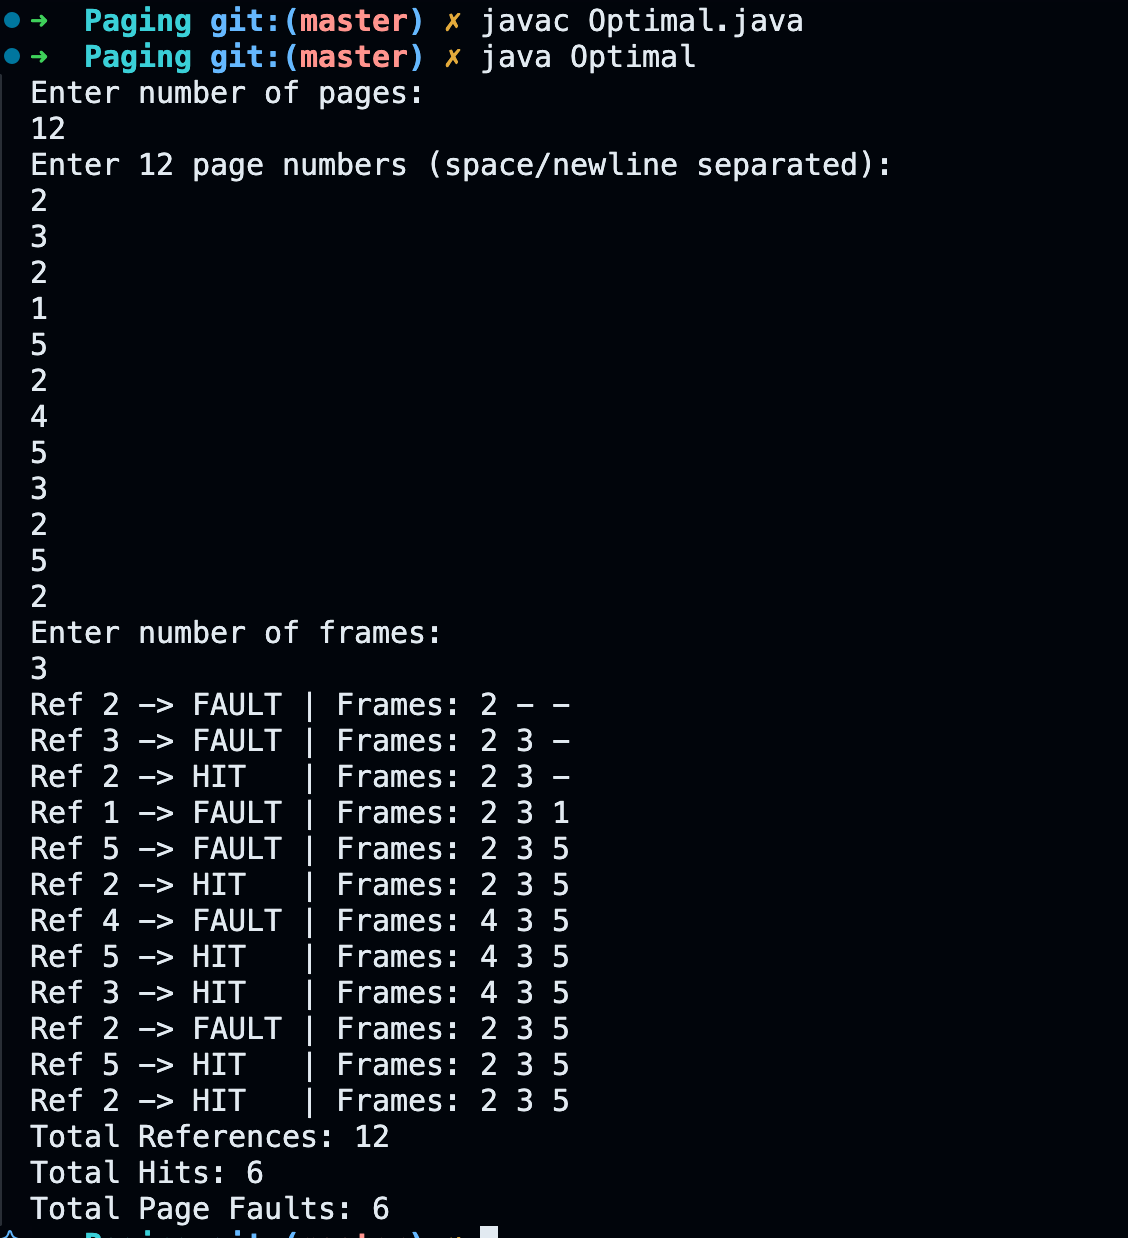 ➜ Paging git:(master) ✗ javac Optimal.java
➜ Paging git:(master) ✗ java Optimal
Enter number of pages:
12
Enter 12 page numbers (space/newline separated):
2
3
2
1
5
2
4
5
3
2
5
2
Enter number of frames:
3
Ref 2 -> FAULT | Frames: 2 - -
Ref 3 -> FAULT | Frames: 2 3 -
Ref 2 -> HIT   | Frames: 2 3 -
Ref 1 -> FAULT | Frames: 2 3 1
Ref 5 -> FAULT | Frames: 2 3 5
Ref 2 -> HIT   | Frames: 2 3 5
Ref 4 -> FAULT | Frames: 4 3 5
Ref 5 -> HIT   | Frames: 4 3 5
Ref 3 -> HIT   | Frames: 4 3 5
Ref 2 -> FAULT | Frames: 2 3 5
Ref 5 -> HIT   | Frames: 2 3 5
Ref 2 -> HIT   | Frames: 2 3 5
Total References: 12
Total Hits: 6
Total Page Faults: 6